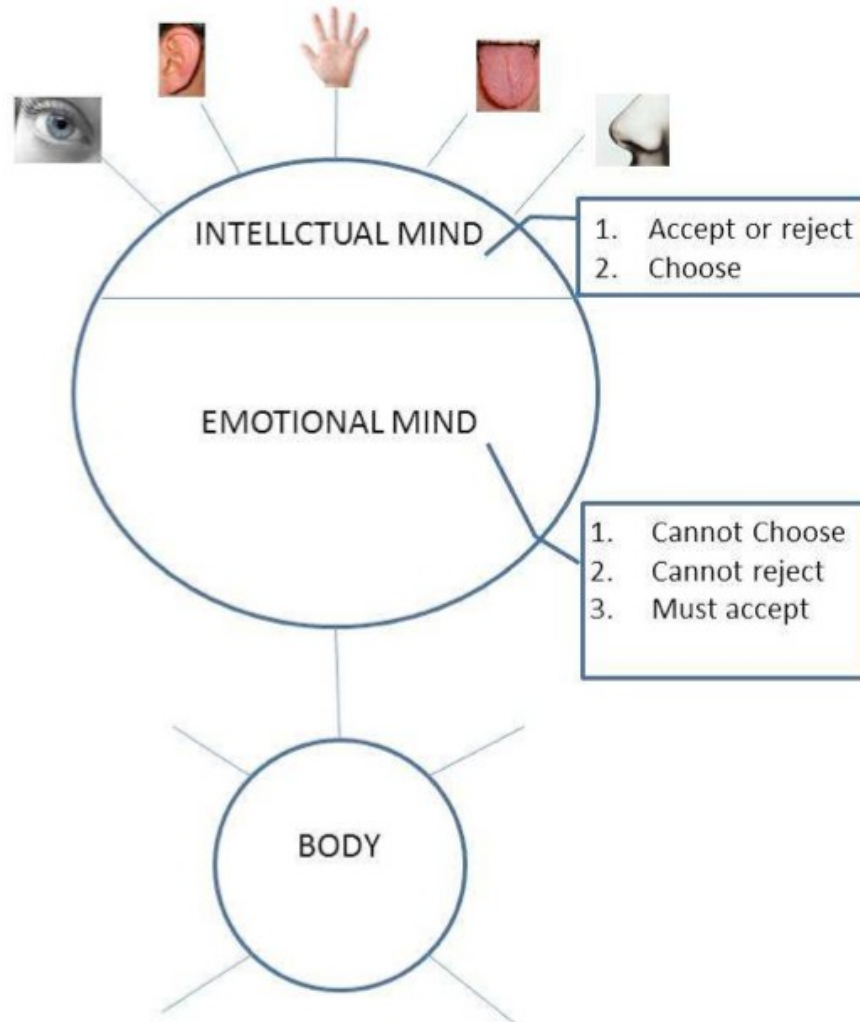 INTELLCTUAL MIND
1. Accept or reject
2. Choose
EMOTIONAL MIND
1. Cannot Choose
2. Cannot reject
3. Must accept
BODY